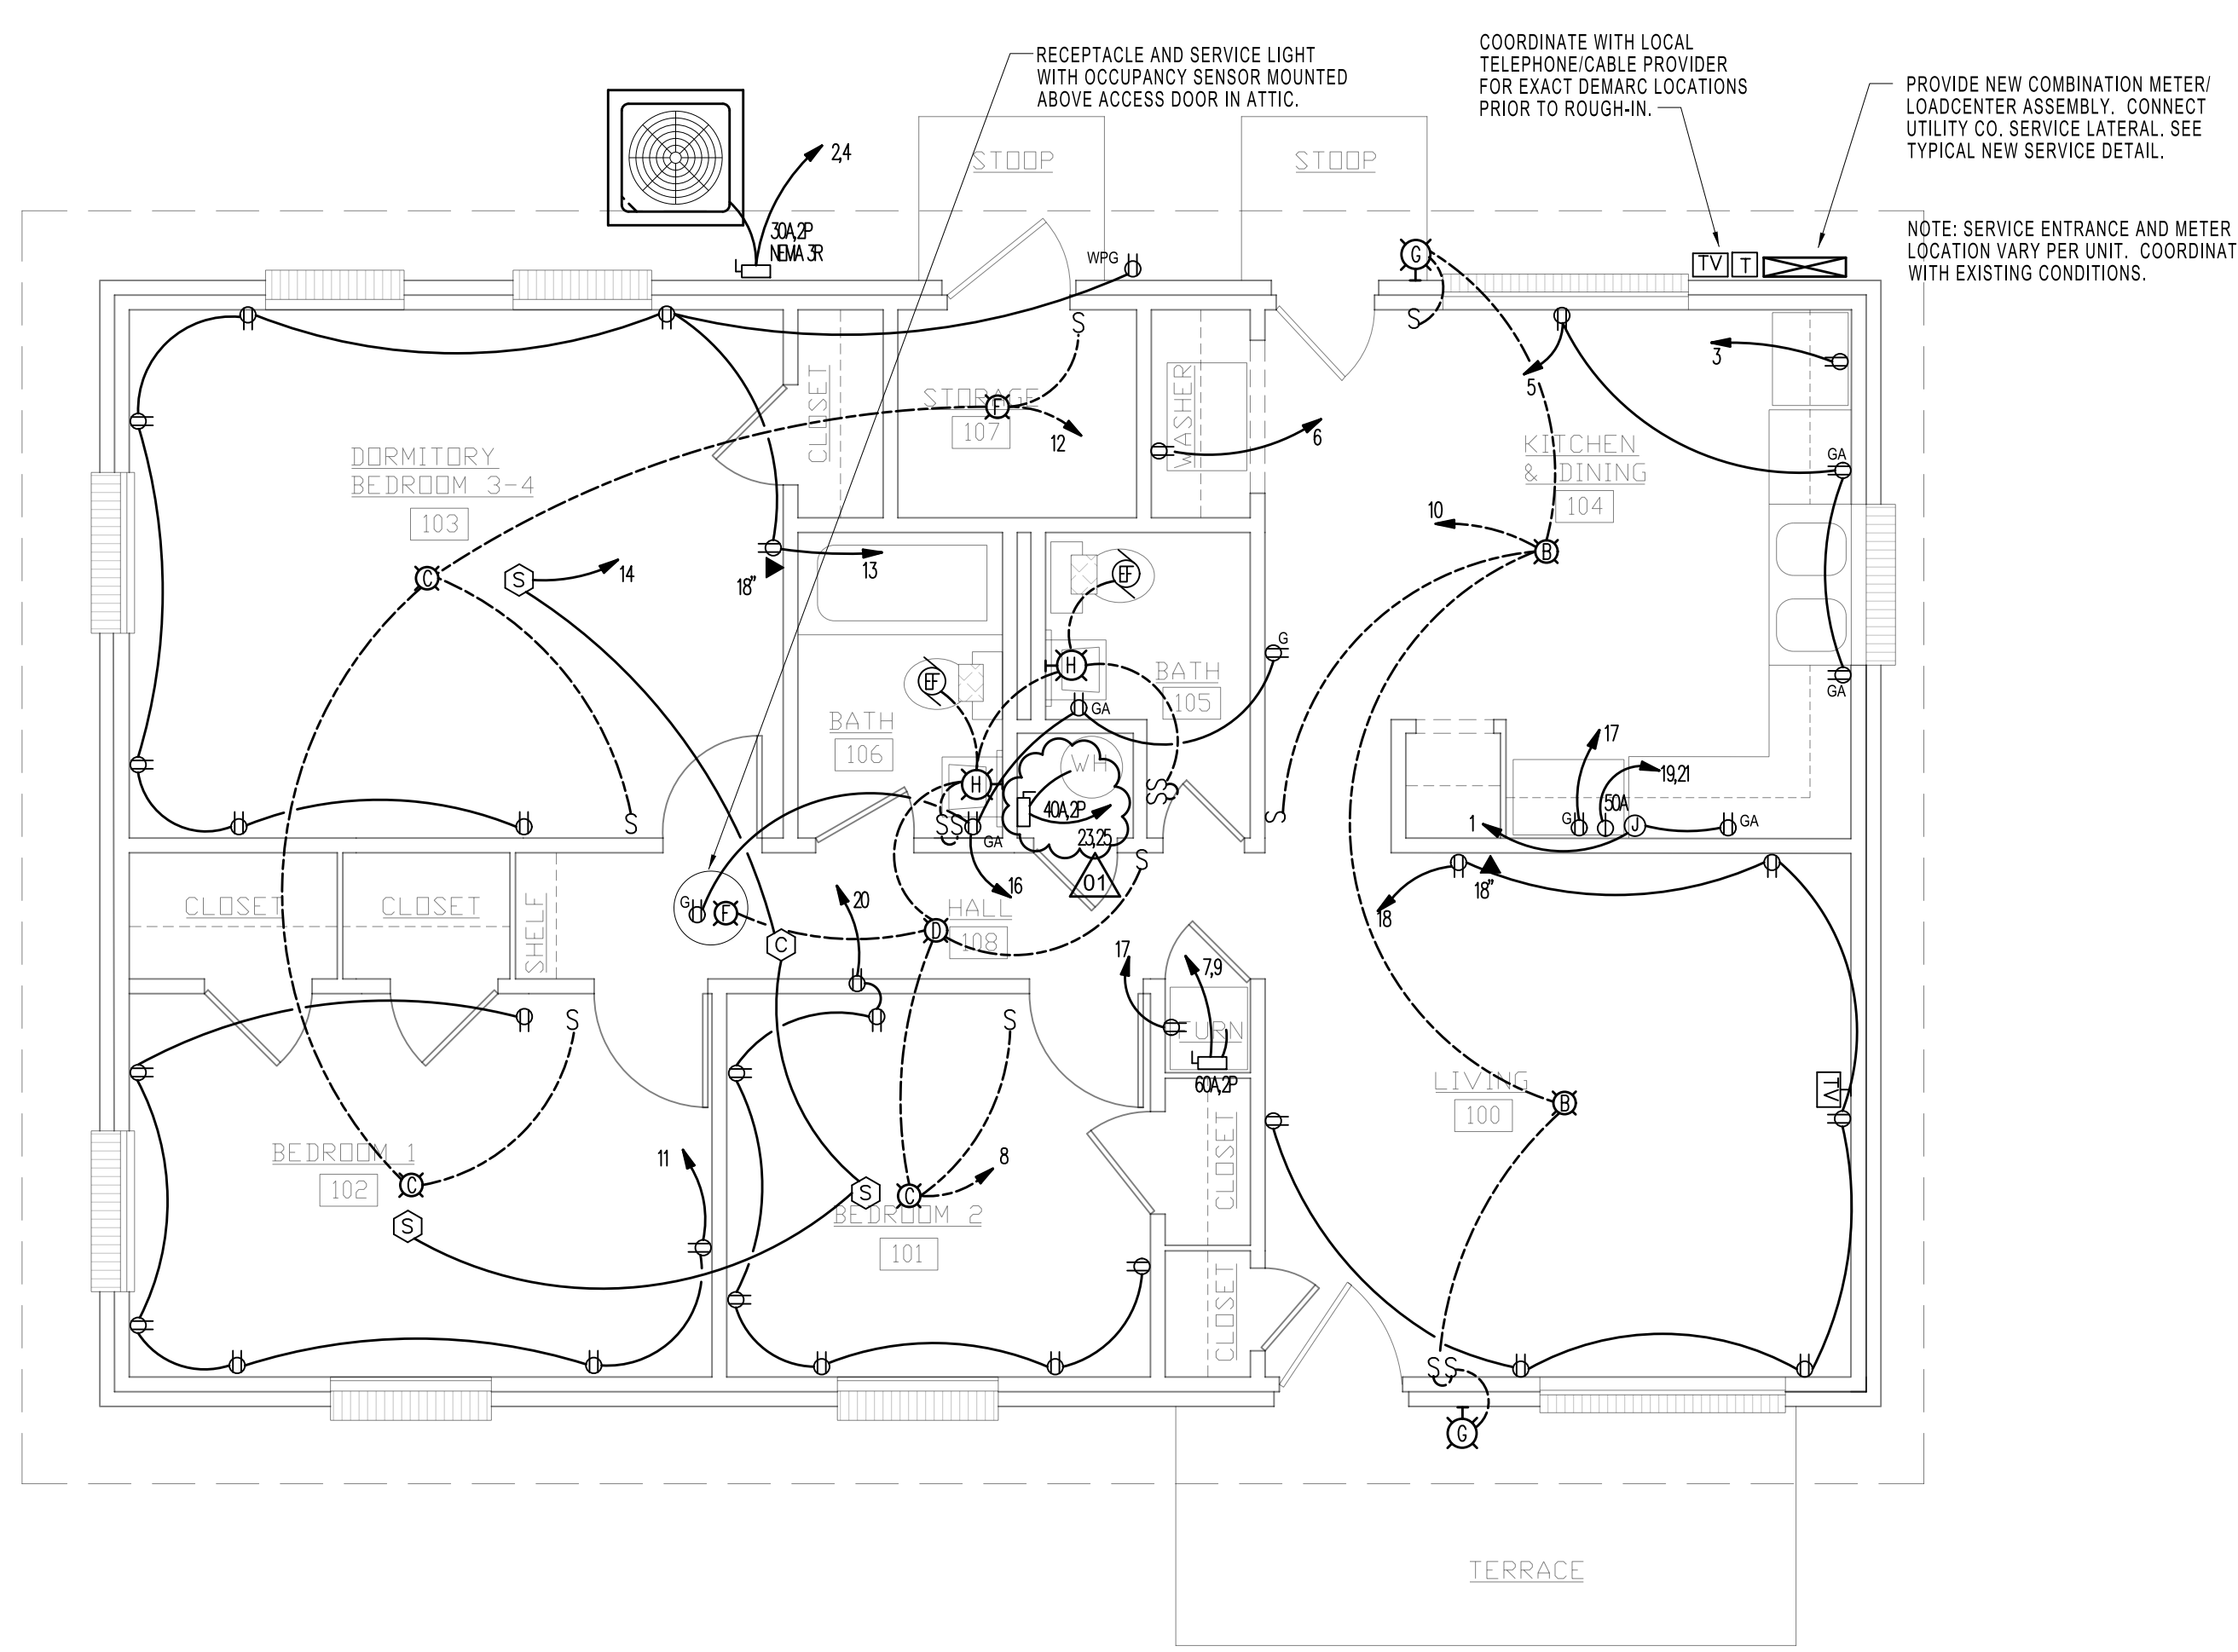 RECEPTACLE AND SERVICE LIGHT
WITH OCCUPANCY SENSOR MOUNTED
ABOVE ACCESS DOOR IN ATTIC.
COORDINATE WITH LOCAL
TELEPHONE/CABLE PROVIDER
FOR EXACT DEMARC LOCATIONS
PRIOR TO ROUGH-IN.
PROVIDE NEW COMBINATION METER/
LOADCENTER ASSEMBLY. CONNECT
UTILITY CO. SERVICE LATERAL. SEE
TYPICAL NEW SERVICE DETAIL.
NOTE: SERVICE ENTRANCE AND METER
LOCATION VARY PER UNIT. COORDINAT
WITH EXISTING CONDITIONS.
2,4
30A,2P
NEMA 3R
STOOP
STOOP
WPG
G
S
TV
T
S
CLOSET
STORAGE
107
F
12
WASHER
6
5
3
KITCHEN
& DINING
104
GA
10
B
DORMITORY
BEDROOM 3-4
103
C
S
14
18"
13
EF
H
BATH
105
G
GA
EF
BATH
106
H
SS
GA
WH
40A,2P
23,25
01
SS
S
S
S
16
GA
17
19,21
50A
G
J
GA
1
18"
18
CLOSET
CLOSET
SHELF
G
F
C
20
D
HALL
108
17
7,9
FURN
60A,2P
S
S
LIVING
100
B
TV
BEDROOM 1
102
C
S
11
S
C
8
BEDROOM 2
101
CLOSET
CLOSET
SS
G
TERRACE